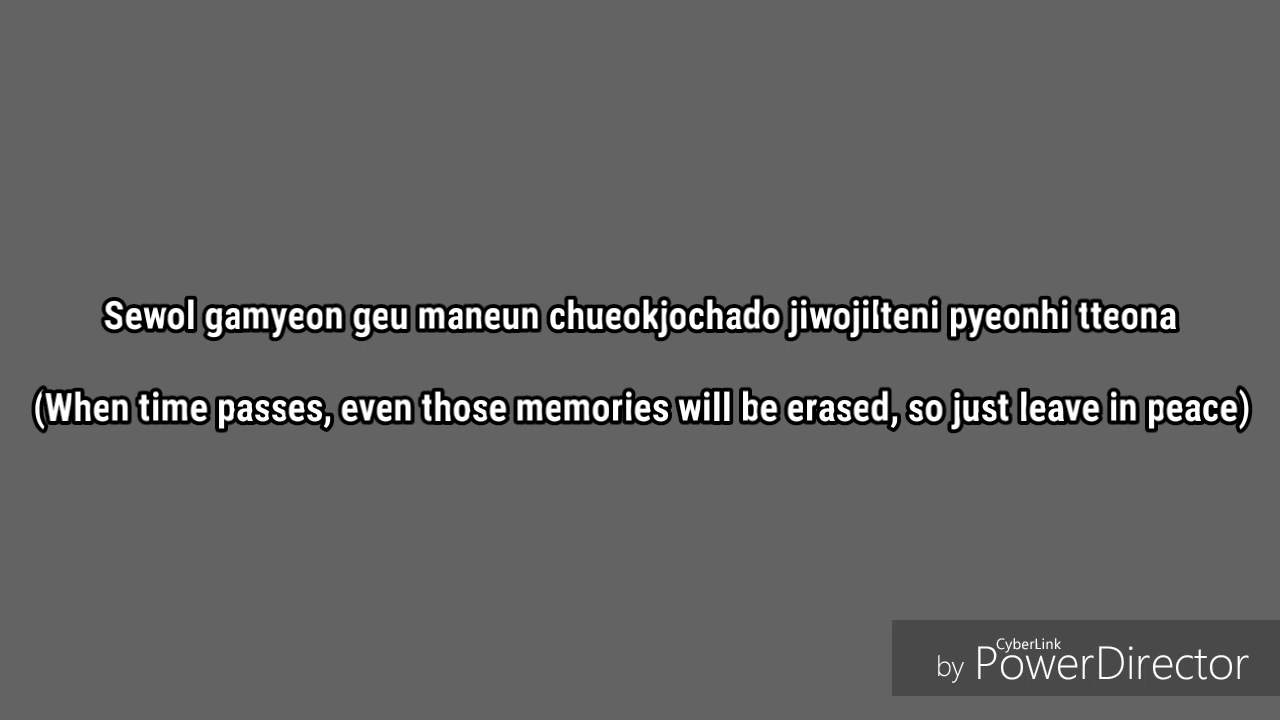 Sewol gamyeon geu maneun chueokjochado jiwojilteni pyeonhi tteona
(When time passes, even those memories will be erased, so just leave in peace)
CyberLink
by PowerDirector